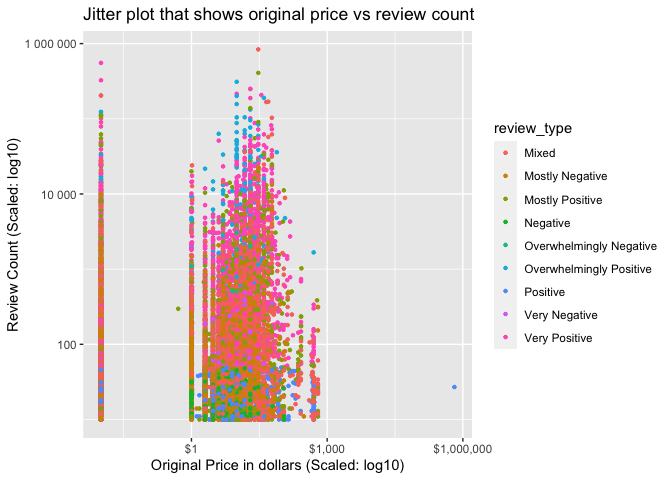 Jitter plot that shows original price vs review count
1 000 000
10 000
100
Review Count (Scaled: log10)
$1
$1,000
$1,000,000
Original Price in dollars (Scaled: log10)
review_type
Mixed
Mostly Negative
Mostly Positive
Negative
Overwhelmingly Negative
Overwhelmingly Positive
Positive
Very Negative
Very Positive